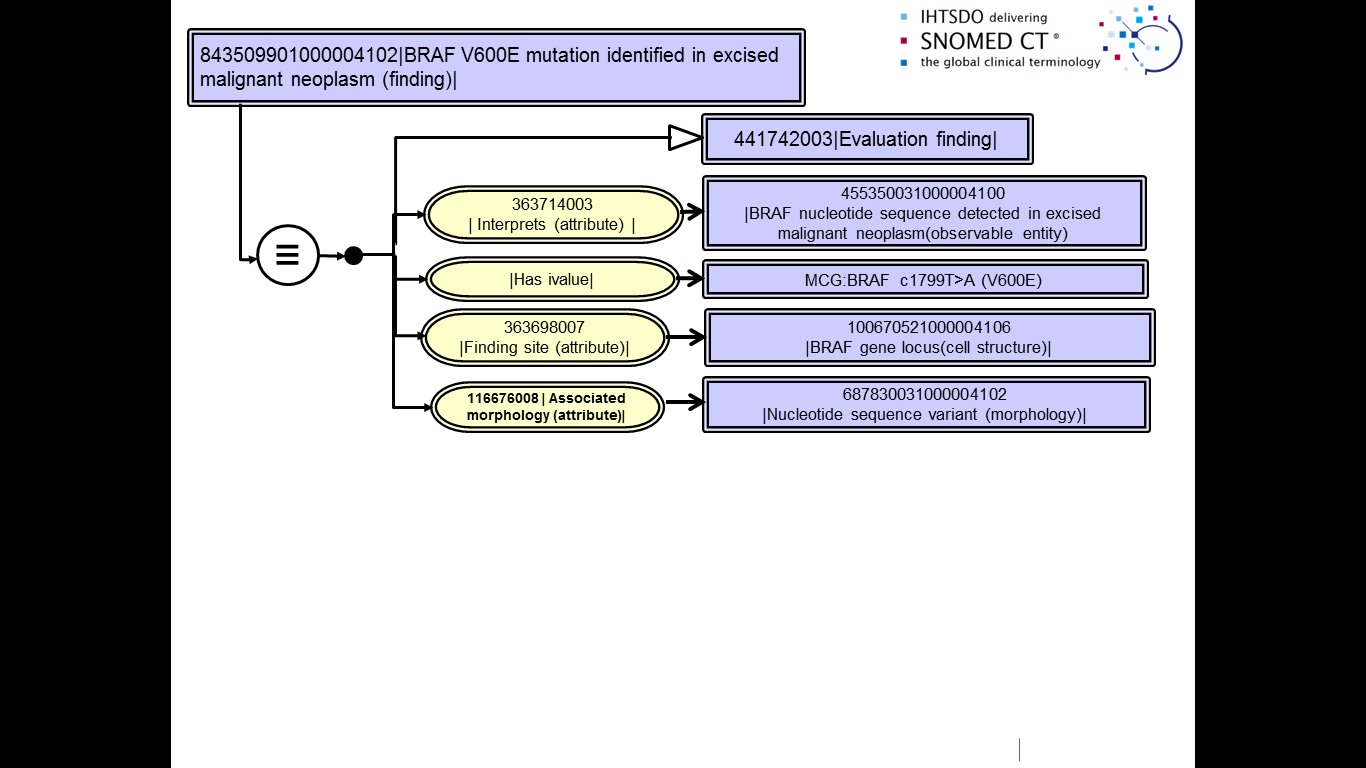 IHTSDO delivering
SNOMED CT ®
the global clinical terminology
843509901000004102|BRAF V600E mutation identified in excised
malignant neoplasm (finding)|
441742003|Evaluation finding|
363714003
| Interprets (attribute) |
455350031000004100
|BRAF nucleotide sequence detected in excised
malignant neoplasm(observable entity)
|Has ivalue|
MCG:BRAF c1799T>A (V600E)
363698007
|Finding site (attribute)|
100670521000004106
|BRAF gene locus(cell structure)|
116676008 | Associated
morphology (attribute)|
687830031000004102
|Nucleotide sequence variant (morphology)|